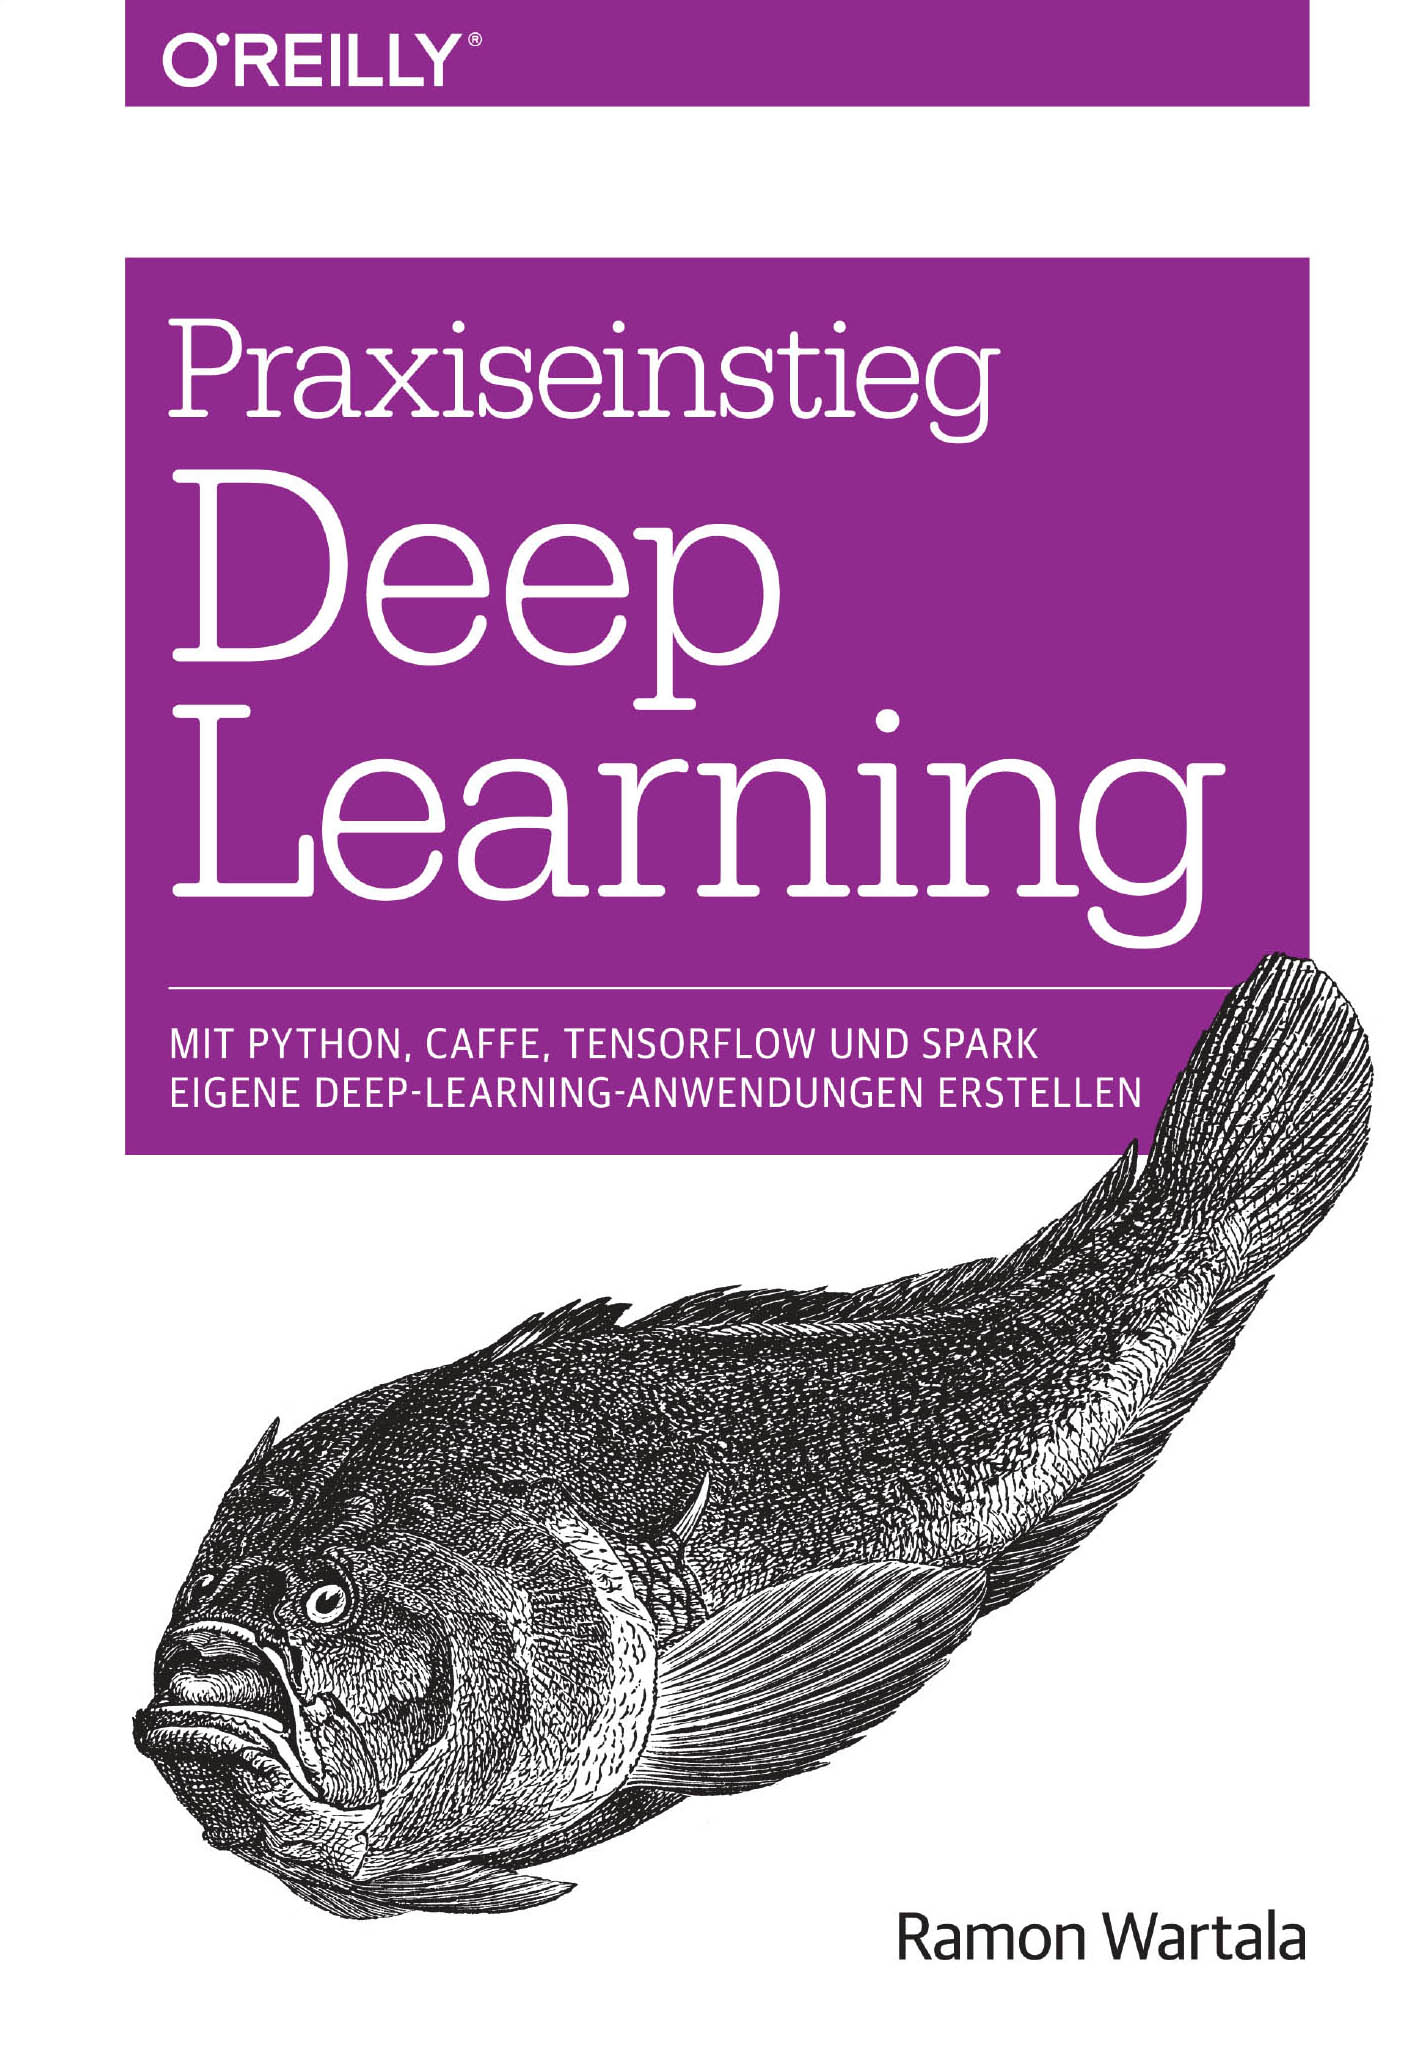 O'REILLY®
Praxiseinstieg
Deep
Learning
MIT PYTHON, CAFFE, TENSORFLOW UND SPARK
EIGENE DEEP-LEARNING-ANWENDUNGEN ERSTELLEN
Ramon Wartala